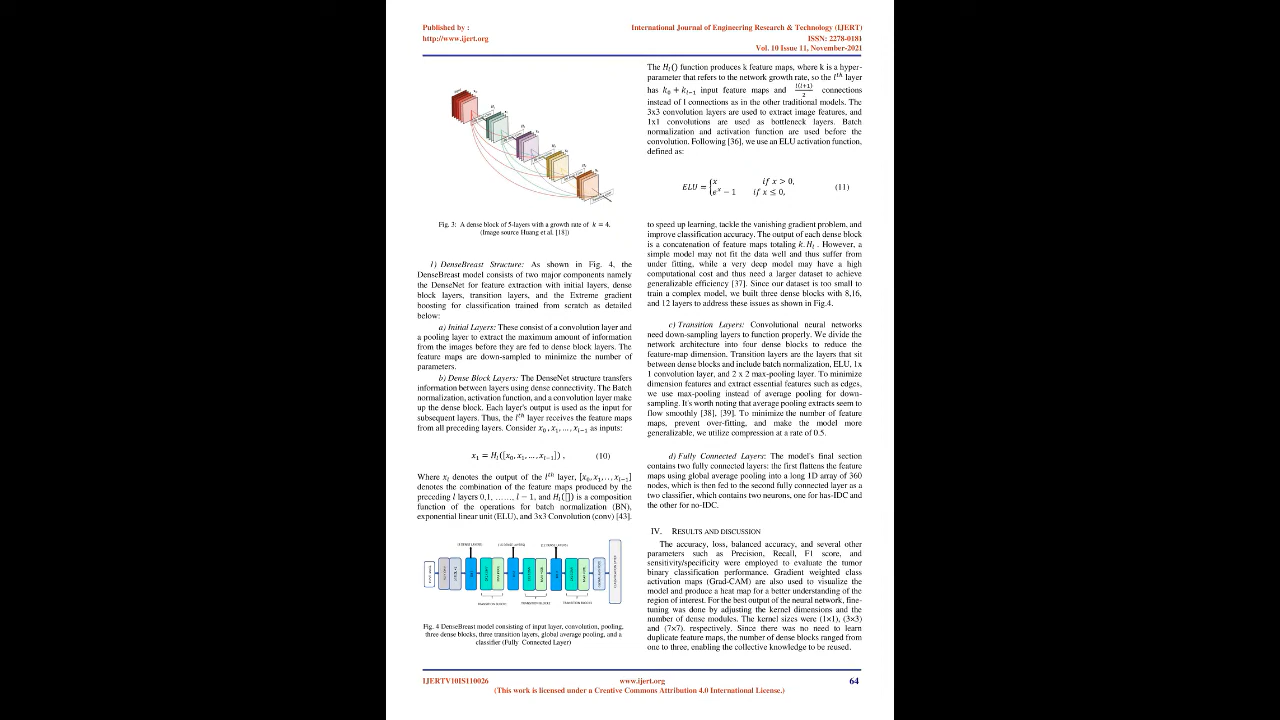 Published by :
http://www.ijert.org
International Journal of Engineering Research & Technology (IJERT)
ISSN: 2278-0181
Vol. 10 Issue 11, November-2021
Fig. 3: A dense block of 5-layers with a growth rate of k = 4.
(Image source Huang et al. [18])
1) DenseBreast Structure: As shown in Fig. 4, the
DenseBreast model consists of two major components namely
the DenseNet for feature extraction with initial layers, dense
block layers, transition layers, and the Extreme gradient
boosting for classification trained from scratch as detailed
below:
a) Initial Layers: These consist of a convolution layer and
a pooling layer to extract the maximum amount of information
from the images before they are fed to dense block layers. The
feature maps are down-sampled to minimize the number of
parameters.
b) Dense Block Layers: The DenseNet structure transfers
information between layers using dense connectivity. The Batch
normalization, activation function, and a convolution layer make
up the dense block. Each layer's output is used as the input for
subsequent layers. Thus, the l^th layer receives the feature maps
from all preceding layers. Consider x₀, x₁, ..., x_{l−1} as inputs:
x₁ = H_l([x₀, x₁, ..., x_{l−1}]) , (10)
Where x_l denotes the output of the l^th layer, [x₀, x₁, .., x_{l−1}]
denotes the combination of the feature maps produced by the
preceding l layers 0,1, ......., l − 1, and H_l([]) is a composition
function of the operations for batch normalization (BN),
exponential linear unit (ELU), and 3x3 Convolution (conv) [43].
TRANSITION BLOCK1 TRANSITION BLOCK2 TRANSITION BLOCK3
Fig. 4 DenseBreast model consisting of input layer, convolution, pooling,
three dense blocks, three transition layers, global average pooling, and a
classifier (Fully Connected Layer)
The H_l() function produces k feature maps, where k is a hyper-
parameter that refers to the network growth rate, so the l^th layer
has k₀ + k_{l−1} input feature maps and l(l+1)/2 connections
instead of l connections as in the other traditional models. The
3x3 convolution layers are used to extract image features, and
1x1 convolutions are used as bottleneck layers. Batch
normalization and activation function are used before the
convolution. Following [36], we use an ELU activation function,
defined as:
ELU = { x if x > 0,
e^x − 1 if x ≤ 0, (11)
to speed up learning, tackle the vanishing gradient problem, and
improve classification accuracy. The output of each dense block
is a concatenation of feature maps totaling k.H_l . However, a
simple model may not fit the data well and thus suffer from
under fitting, while a very deep model may have a high
computational cost and thus need a larger dataset to achieve
generalizable efficiency [37]. Since our dataset is too small to
train a complex model, we built three dense blocks with 8,16,
and 12 layers to address these issues as shown in Fig.4.
c) Transition Layers: Convolutional neural networks
need down-sampling layers to function properly. We divide the
network architecture into four dense blocks to reduce the
feature-map dimension. Transition layers are the layers that sit
between dense blocks and include batch normalization, ELU, 1x
1 convolution layer, and 2 x 2 max-pooling layer. To minimize
dimension features and extract essential features such as edges,
we use max-pooling instead of average pooling for down-
sampling. It's worth noting that average pooling extracts seem to
flow smoothly [38], [39]. To minimize the number of feature
maps, prevent over-fitting, and make the model more
generalizable, we utilize compression at a rate of 0.5.
d) Fully Connected Layers: The model's final section
contains two fully connected layers: the first flattens the feature
maps using global average pooling into a long 1D array of 360
nodes, which is then fed to the second fully connected layer as a
two classifier, which contains two neurons, one for has-IDC and
the other for no-IDC.
IV. RESULTS AND DISCUSSION
The accuracy, loss, balanced accuracy, and several other
parameters such as Precision, Recall, F1 score, and
sensitivity/specificity were employed to evaluate the tumor
binary classification performance. Gradient weighted class
activation maps (Grad-CAM) are also used to visualize the
model and produce a heat map for a better understanding of the
region of interest. For the best output of the neural network, fine-
tuning was done by adjusting the kernel dimensions and the
number of dense modules. The kernel sizes were (1×1), (3×3)
and (7×7). respectively. Since there was no need to learn
duplicate feature maps, the number of dense blocks ranged from
one to three, enabling the collective knowledge to be reused.
IJERTV10IS110026
www.ijert.org
64
(This work is licensed under a Creative Commons Attribution 4.0 International License.)